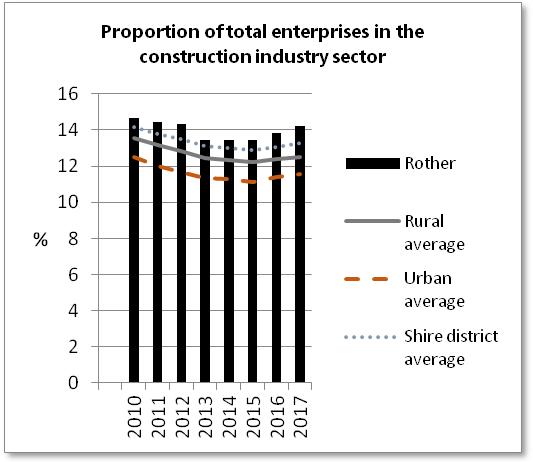 Proportion of total enterprises in the
construction industry sector
16
14
12
10
8
6
4
2
0
%
2010
2011
2012
2013
2014
2015
2016
2017
Rother
Rural
average
Urban
average
Shire district
average